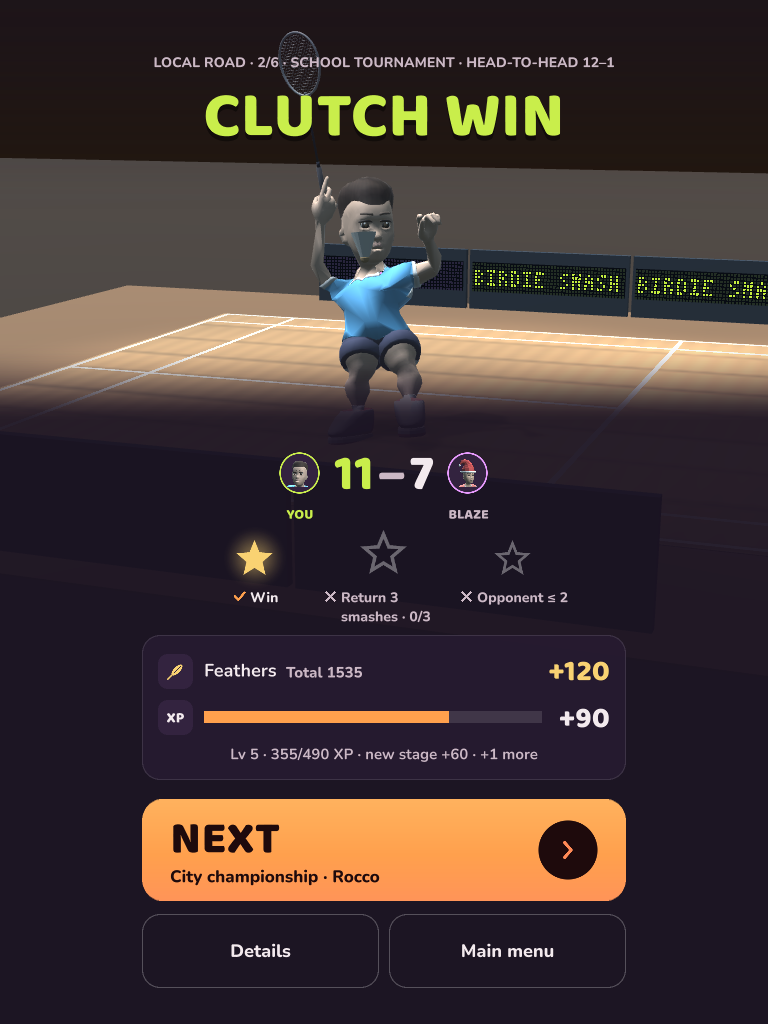 LOCAL ROAD · 2/6 · SCHOOL TOURNAMENT · HEAD-TO-HEAD 12–1
CLUTCH WIN
BIRDIE SMASH
BIRDIE SMA
11–7
YOU
BLAZE
Win
Return 3
smashes · 0/3
Opponent ≤ 2
Feathers Total 1535 +120
XP +90
Lv 5 · 355/490 XP · new stage +60 · +1 more
NEXT
City championship · Rocco
Details
Main menu